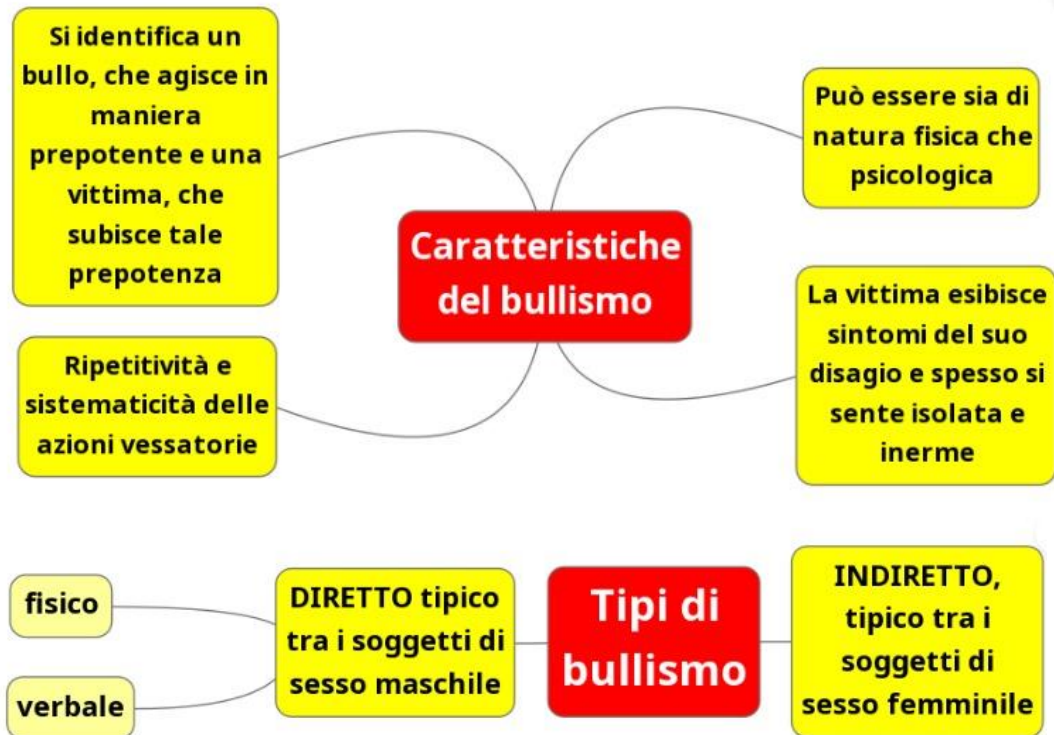 Si identifica un
bullo, che agisce in
maniera
prepotente e una
vittima, che
subisce tale
prepotenza
Può essere sia di
natura fisica che
psicologica
Caratteristiche
del bullismo
Ripetitività e
sistematicità delle
azioni vessatorie
La vittima esibisce
sintomi del suo
disagio e spesso si
sente isolata e
inerme
fisico
verbale
DIRETTO tipico
tra i soggetti di
sesso maschile
Tipi di
bullismo
INDIRETTO,
tipico tra i
soggetti di
sesso femminile